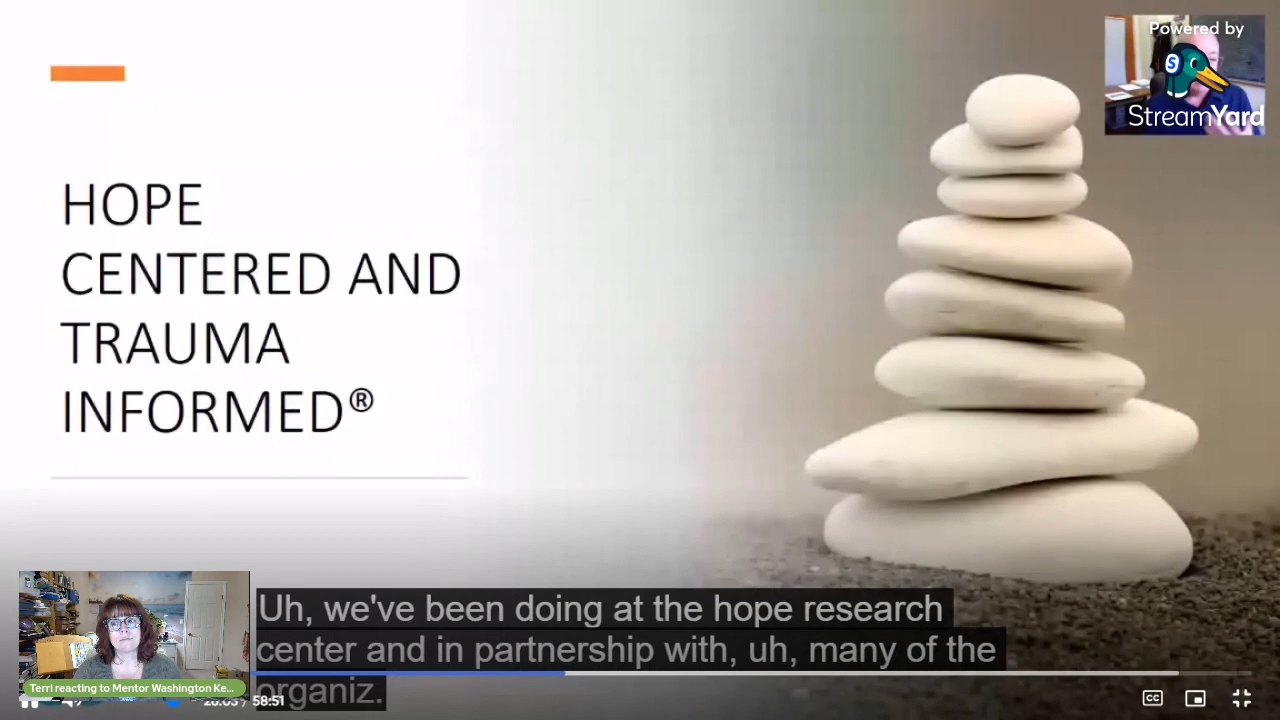 Powered by
S
StreamYard
HOPE
CENTERED AND
TRAUMA
INFORMED®
Uh, we've been doing at the hope research
center and in partnership with, uh, many of the
organiz.
Terri reacting to Mentor Washington Ke...
/ 58:51
CC